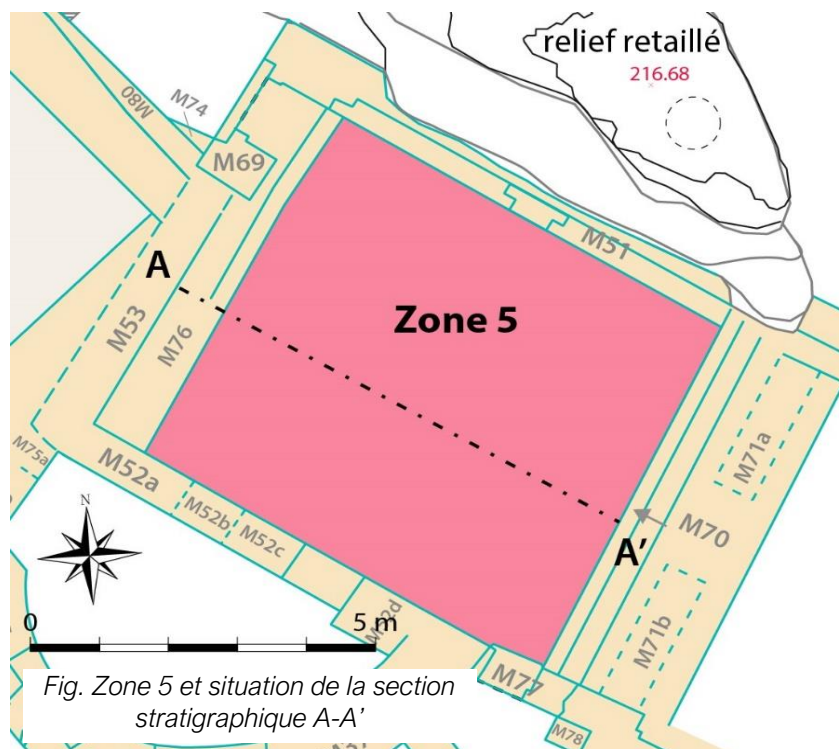 relief retaillé
216.68
M80
M74
M69
M51
A
Zone 5
M53
M76
M71a
M75a
M52a
M52b
M52c
A'
M70
M71b
N
0
5 m
M77
M78
Fig. Zone 5 et situation de la section
stratigraphique A-A'